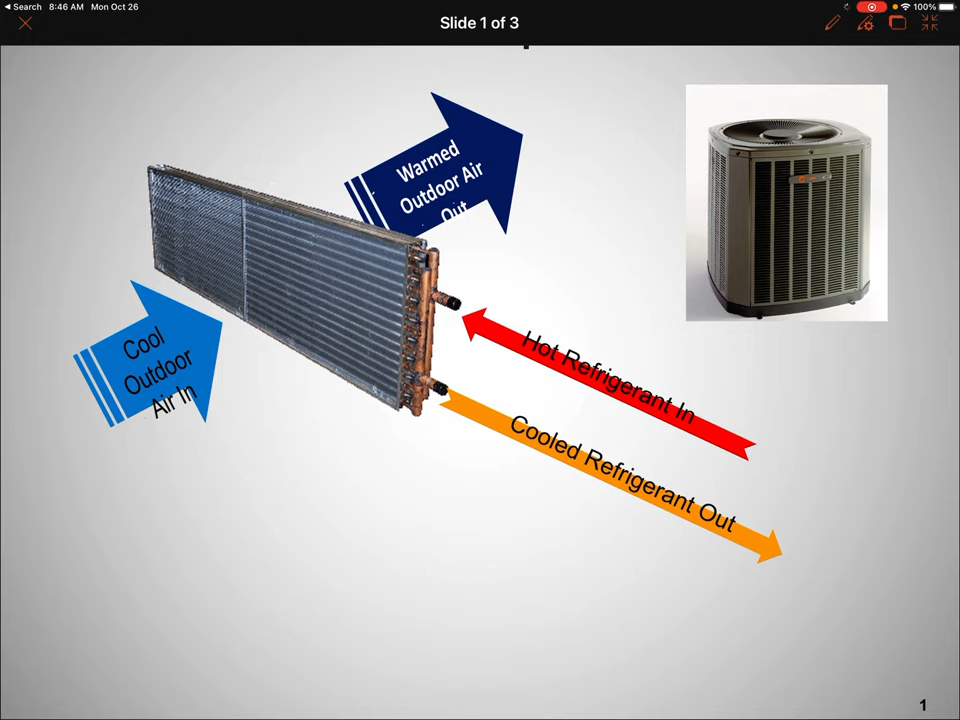 Search 8:46 AM Mon Oct 26
100%
Slide 1 of 3
Warmed
Outdoor Air
Out
Cool
Outdoor
Air In
Hot Refrigerant In
Cooled Refrigerant Out
1